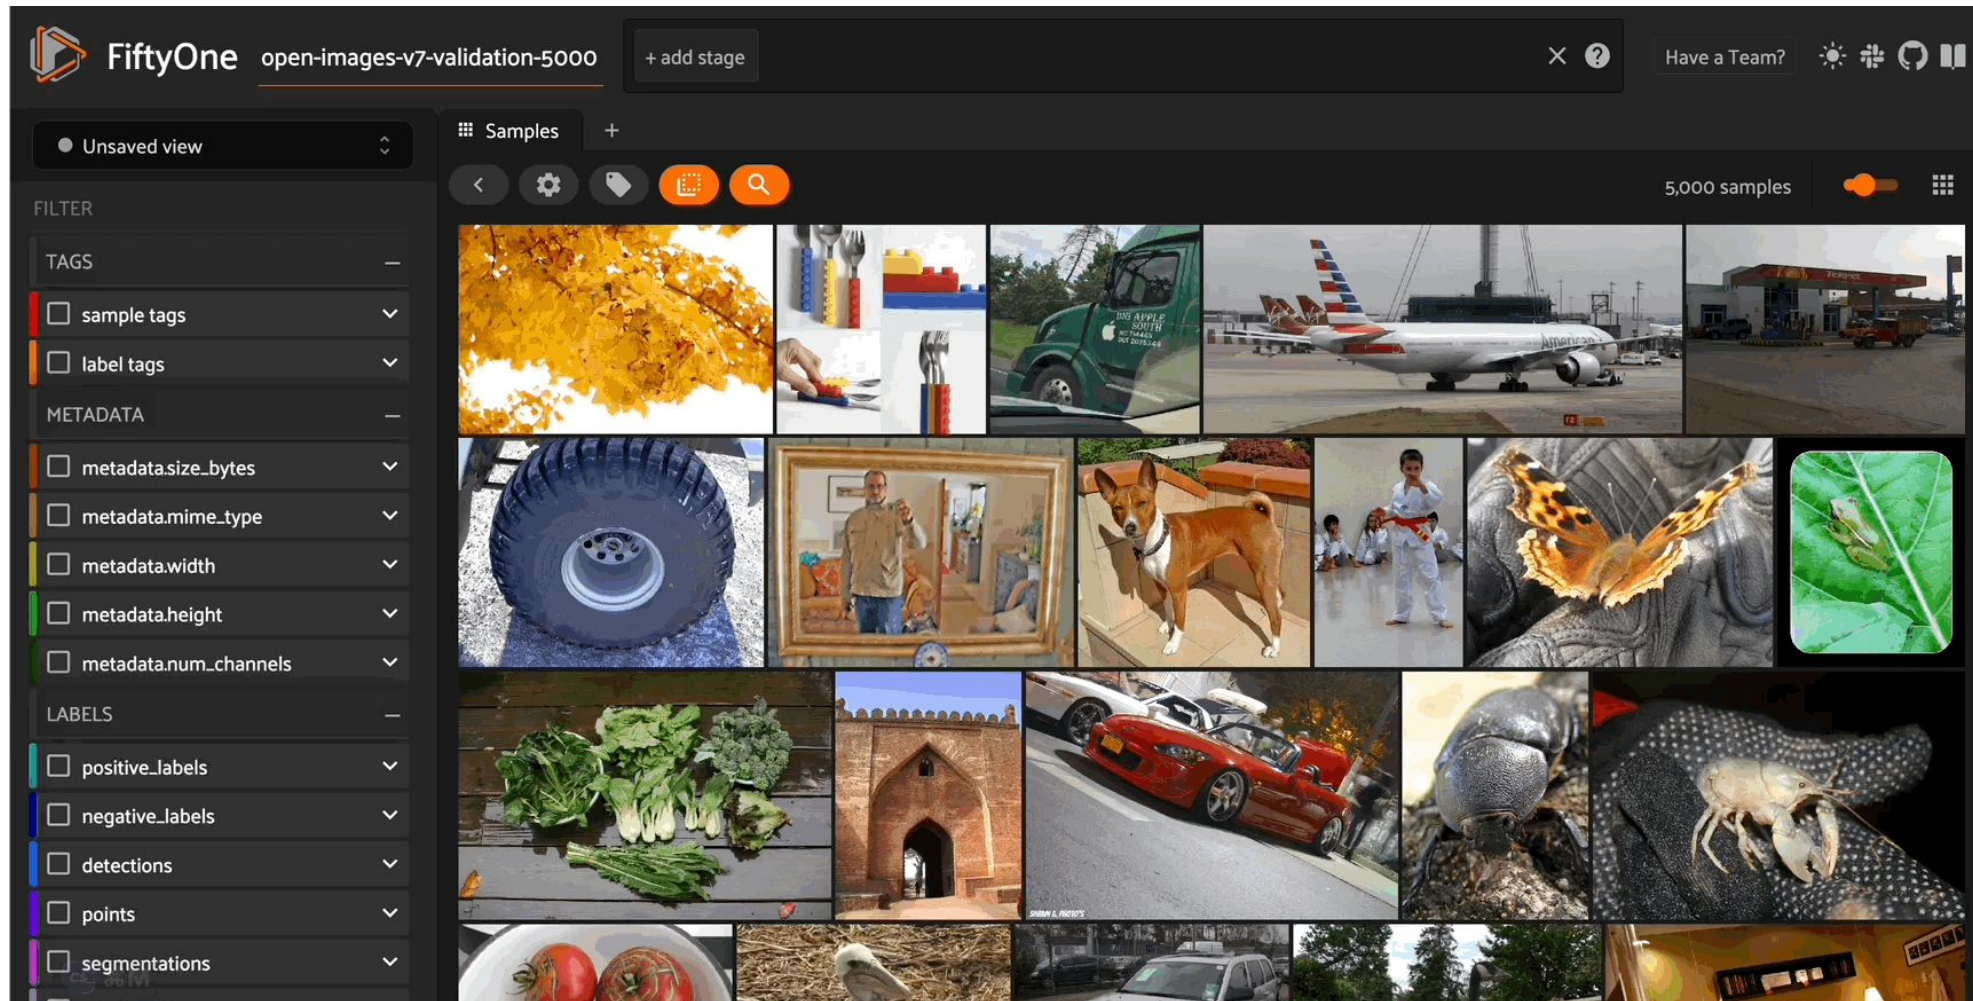 FiftyOne
open-images-v7-validation-5000
+ add stage
Have a Team?
Unsaved view
Samples
+
5,000 samples
FILTER
TAGS
sample tags
label tags
METADATA
metadata.size_bytes
metadata.mime_type
metadata.width
metadata.height
metadata.num_channels
LABELS
positive_labels
negative_labels
detections
points
segmentations
APPLE
SOUTH
American